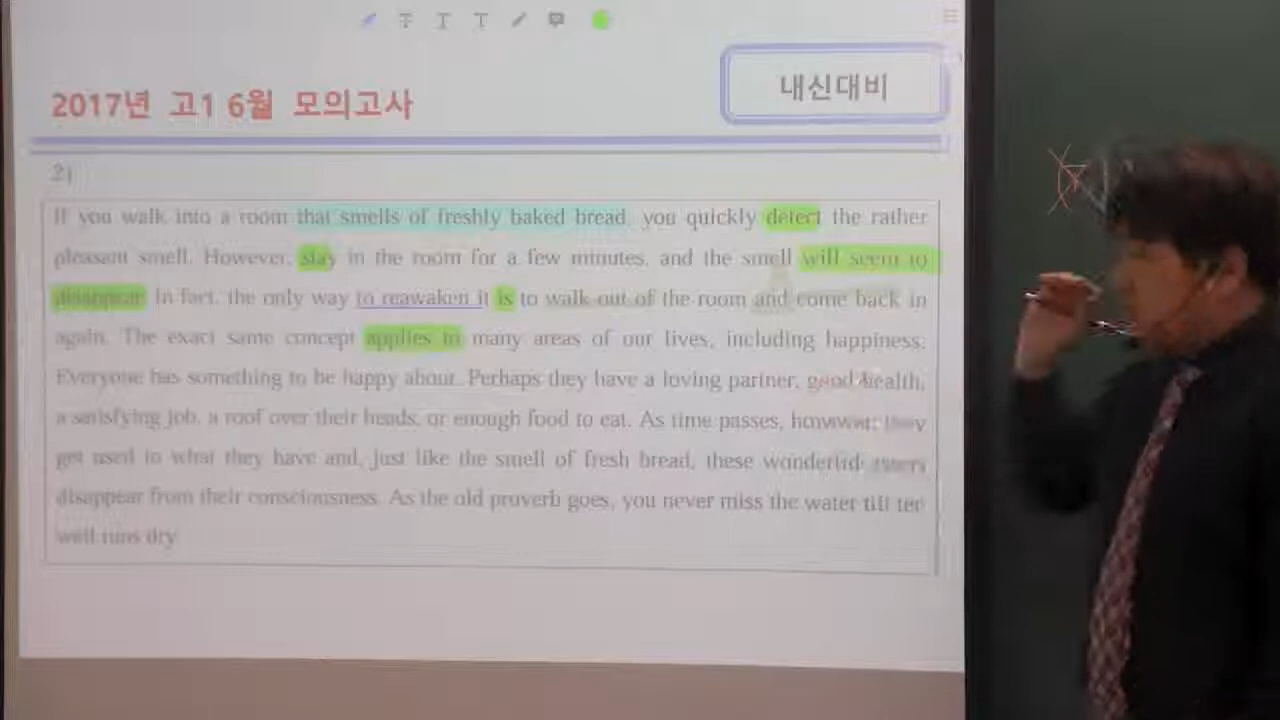 내신대비
2017년 고1 6월 모의고사
2)
If you walk into a room that smells of freshly baked bread, you quickly detect the rather
pleasant smell. However, stay in the room for a few minutes, and the smell will seem to
disappear. In fact, the only way to reawaken it is to walk out of the room and come back in
again. The exact same concept applies to many areas of our lives, including happiness.
Everyone has something to be happy about. Perhaps they have a loving partner, good health,
a satisfying job, a roof over their heads, or enough food to eat. As time passes, however, they
get used to what they have and, just like the smell of fresh bread, these wonderful
disappear from their consciousness. As the old proverb goes, you never miss the water till
well runs dry.